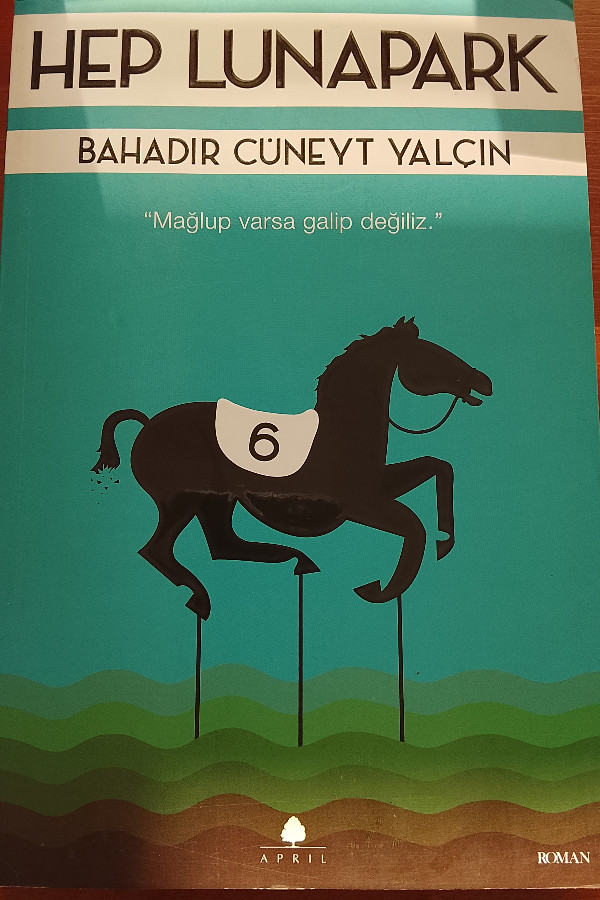 HEP LUNAPARK
BAHADIR CÜNEYT YALÇIN
“Mağlup varsa galip değiliz.”
6
APRIL
ROMAN